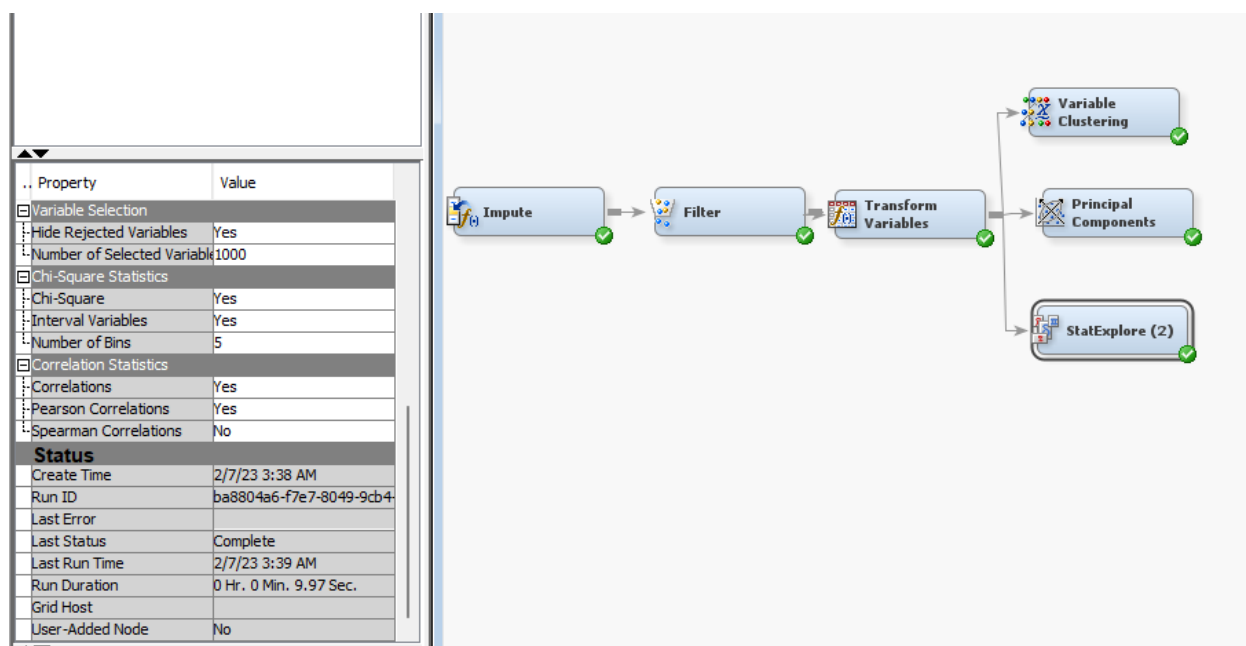 .. Property Value
Variable Selection
Hide Rejected Variables Yes
Number of Selected Variable 1000
Chi-Square Statistics
Chi-Square Yes
Interval Variables Yes
Number of Bins 5
Correlation Statistics
Correlations Yes
Pearson Correlations Yes
Spearman Correlations No
Status
Create Time 2/7/23 3:38 AM
Run ID ba8804a6-f7e7-8049-9cb4-
Last Error
Last Status Complete
Last Run Time 2/7/23 3:39 AM
Run Duration 0 Hr. 0 Min. 9.97 Sec.
Grid Host
User-Added Node No
Impute
Filter
Transform
Variables
Variable
Clustering
Principal
Components
StatExplore (2)